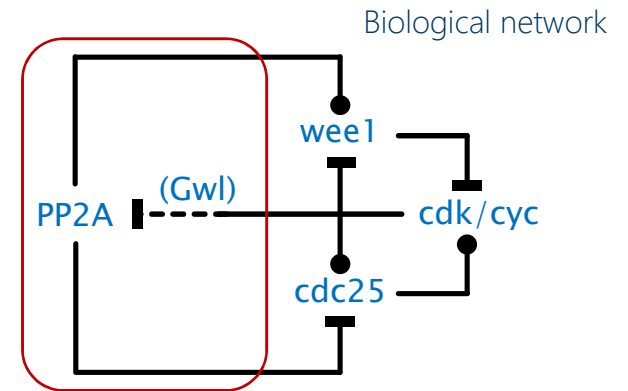 Biological network
wee1
(Gwl)
PP2A
cdk/cyc
cdc25